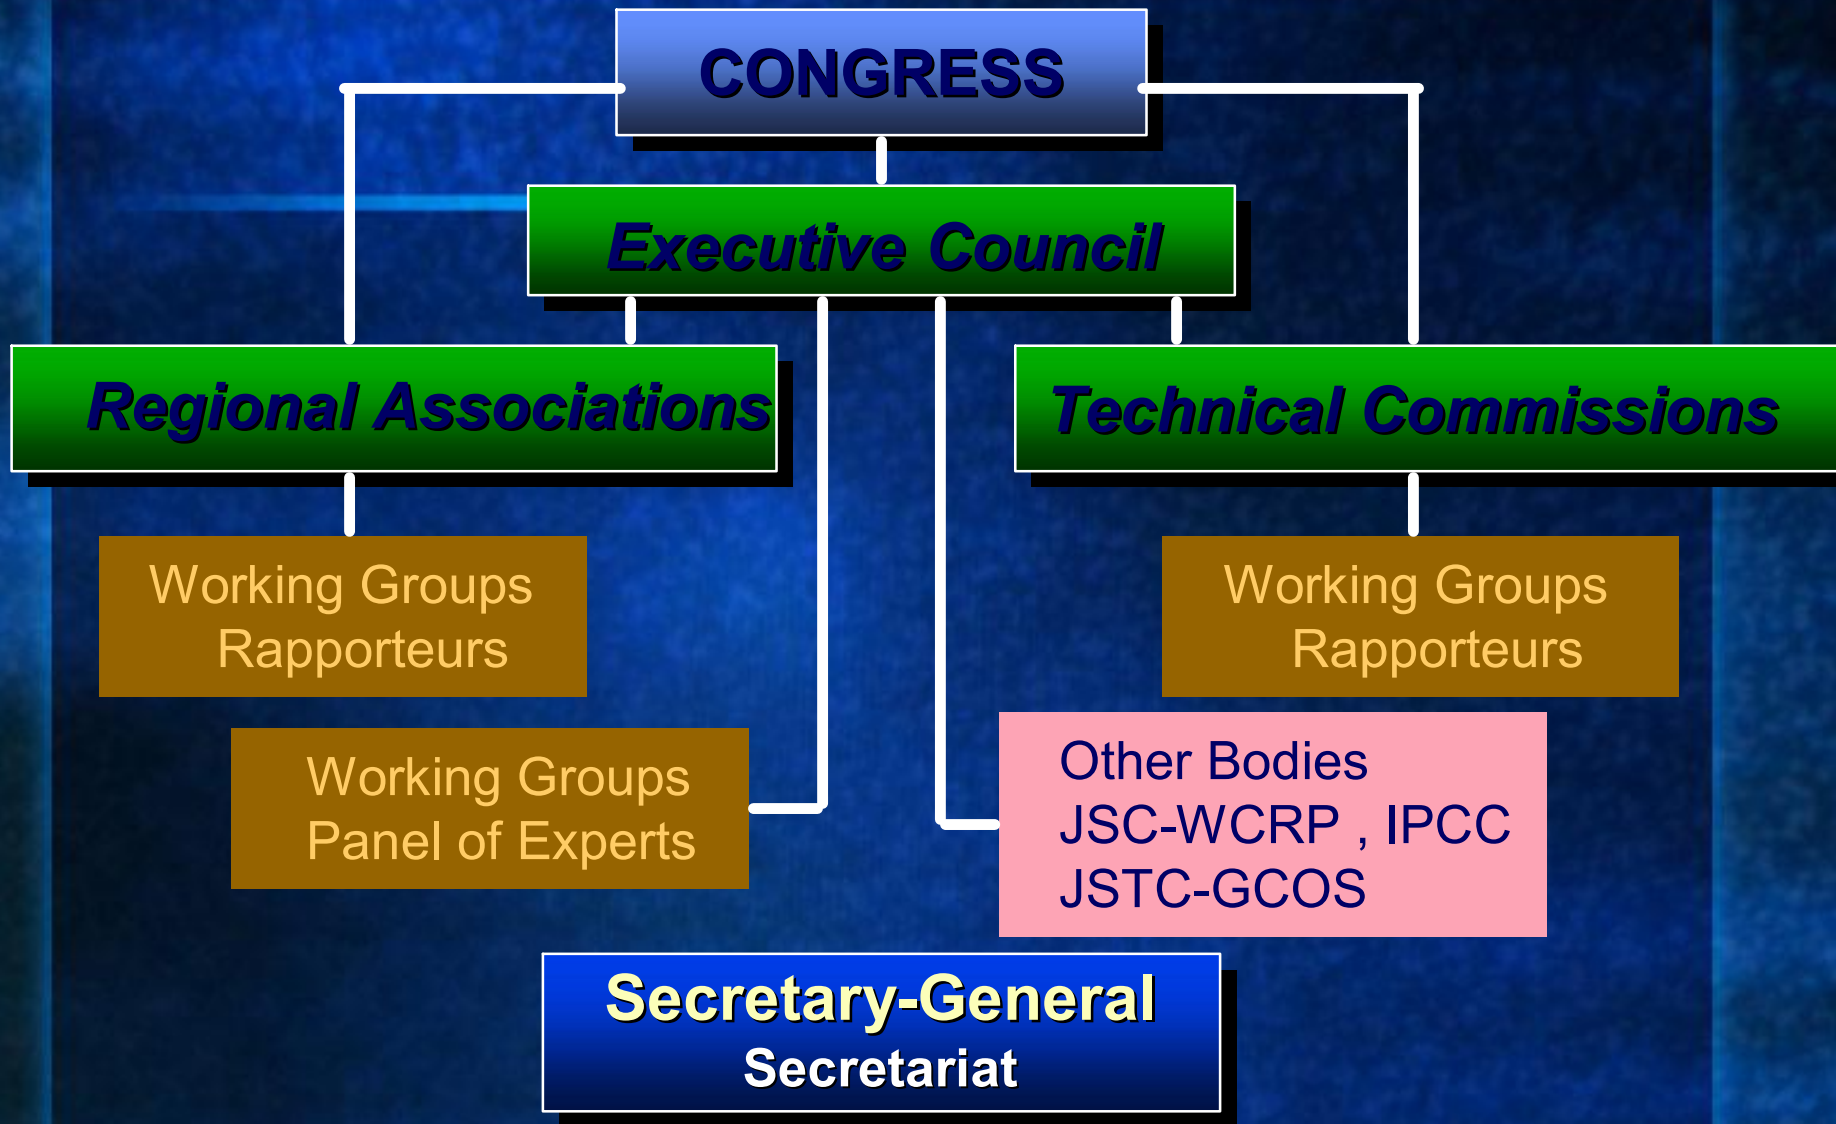 CONGRESS
Executive Council
Regional Associations
Technical Commissions
Working Groups
Rapporteurs
Working Groups
Rapporteurs
Working Groups
Panel of Experts
Other Bodies
JSC-WCRP , IPCC
JSTC-GCOS
Secretary-General
Secretariat